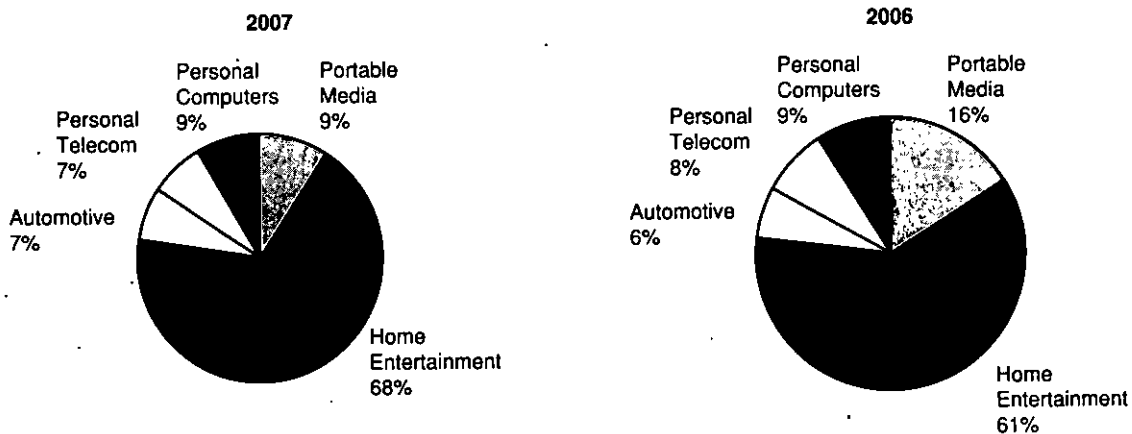 2007
Personal
Computers
9%
Portable
Media
9%
Personal
Telecom
7%
Automotive
7%
Home
Entertainment
68%
2006
Personal
Computers
9%
Portable
Media
16%
Personal
Telecom
8%
Automotive
6%
Home
Entertainment
61%